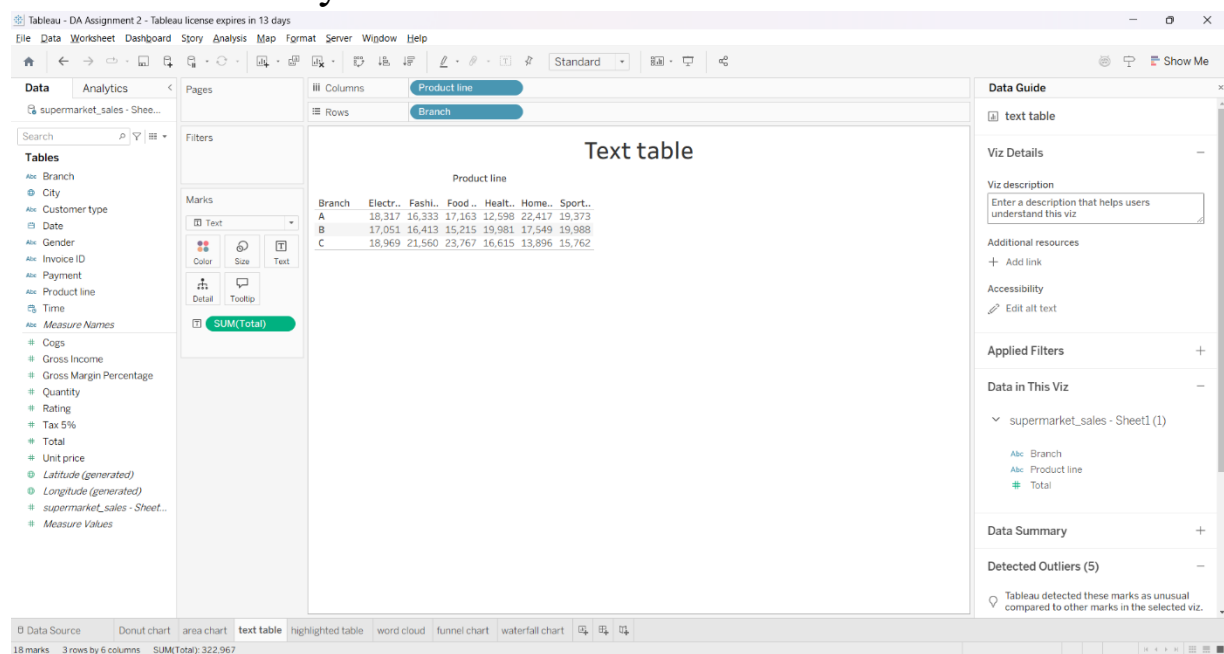 Tableau - DA Assignment 2 - Tableau license expires in 13 days
File Data Worksheet Dashboard Story Analysis Map Format Server Window Help
Standard
Show Me
Data Analytics
supermarket_sales - Shee...
Search
Tables
Abc Branch
City
Abc Customer type
Date
Abc Gender
Abc Invoice ID
Abc Payment
Abc Product line
Time
Abc Measure Names
# Cogs
# Gross Income
# Gross Margin Percentage
# Quantity
# Rating
# Tax 5%
# Total
# Unit price
Latitude (generated)
Longitude (generated)
# supermarket_sales - Sheet...
# Measure Values
Pages
Filters
Marks
Text
Color Size Text
Detail Tooltip
SUM(Total)
Columns Product line
Rows Branch
Text table
Product line
Branch Electr.. Fashi.. Food .. Healt.. Home.. Sport..
A 18,317 16,333 17,163 12,598 22,417 19,373
B 17,051 16,413 15,215 19,981 17,549 19,988
C 18,969 21,560 23,767 16,615 13,896 15,762
Data Guide
text table
Viz Details
Viz description
Enter a description that helps users
understand this viz
Additional resources
+ Add link
Accessibility
Edit alt text
Applied Filters
Data in This Viz
supermarket_sales - Sheet1 (1)
Abc Branch
Abc Product line
# Total
Data Summary
Detected Outliers (5)
Tableau detected these marks as unusual
compared to other marks in the selected viz.
Data Source Donut chart area chart text table highlighted table word cloud funnel chart waterfall chart
18 marks 3 rows by 6 columns SUM(Total): 322,967